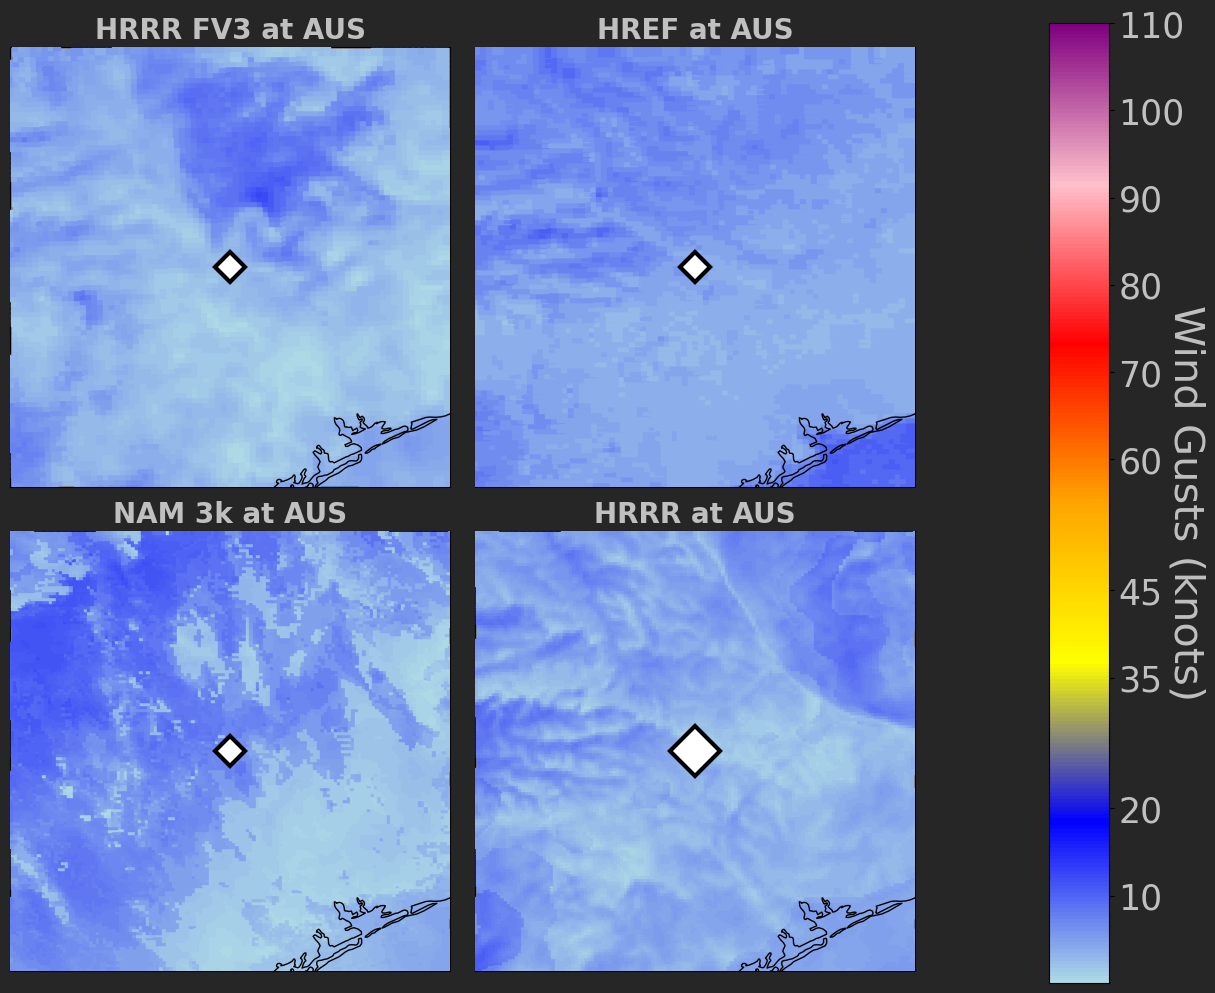 HRRR FV3 at AUS
HREF at AUS
NAM 3k at AUS
HRRR at AUS
110
100
90
80
70
60
45
35
20
10
Wind Gusts (knots)